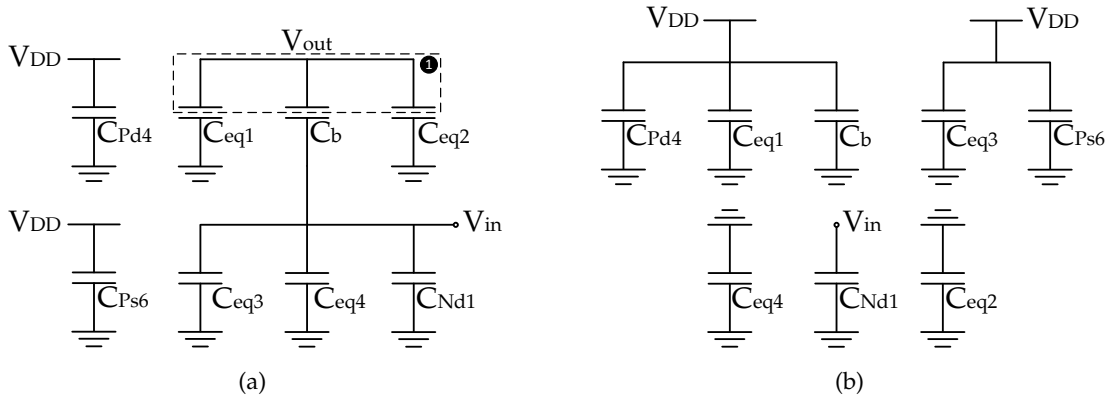 Vout
VDD
❶
CPd4
Ceq1
Cb
Ceq2
VDD
Vin
CPs6
Ceq3
Ceq4
CNd1
(a)
VDD
VDD
CPd4
Ceq1
Cb
Ceq3
CPs6
Vin
Ceq4
CNd1
Ceq2
(b)